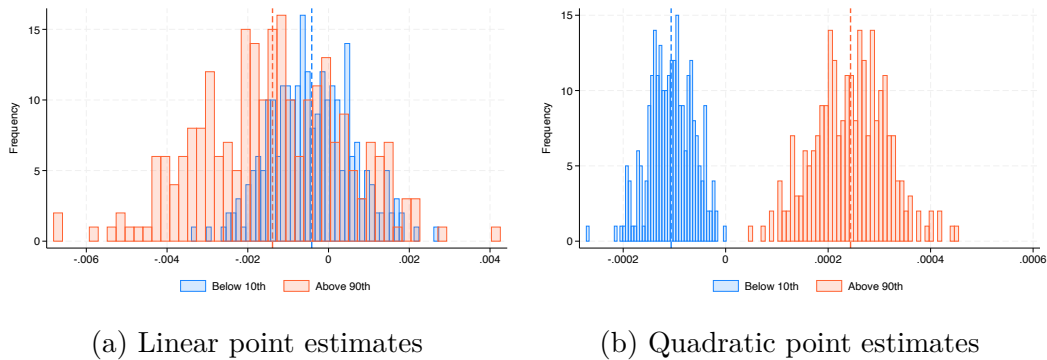 Frequency
15
10
5
0
-.006 -.004 -.002 0 .002 .004
Below 10th Above 90th
(a) Linear point estimates
Frequency
15
10
5
0
-.0002 0 .0002 .0004 .0006
Below 10th Above 90th
(b) Quadratic point estimates